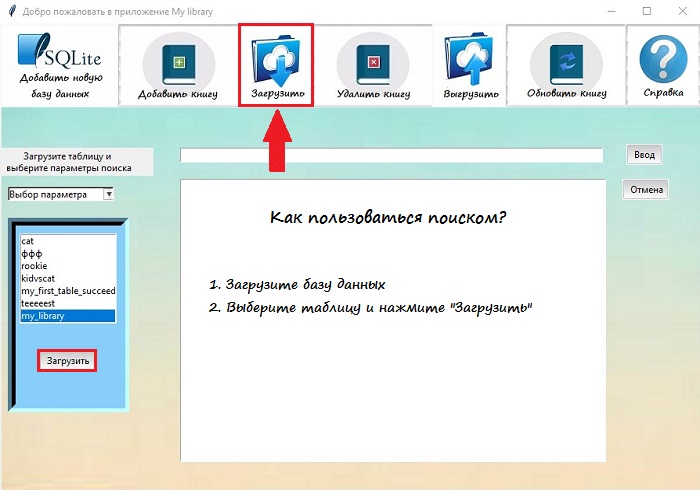 Добро пожаловать в приложение My library
SQLite
Добавить новую
базу данных
Добавить книгу
Загрузить
Удалить книгу
Выгрузить
Обновить книгу
Справка
Загрузите таблицу и
выберите параметры поиска
Ввод
Выбор параметра
Отмена
Как пользоваться поиском?
cat
ффф
rookie
kidvscat
my_first_table_succeed
teeeeest
my_library
1. Загрузите базу данных
2. Выберите таблицу и нажмите "Загрузить"
Загрузить